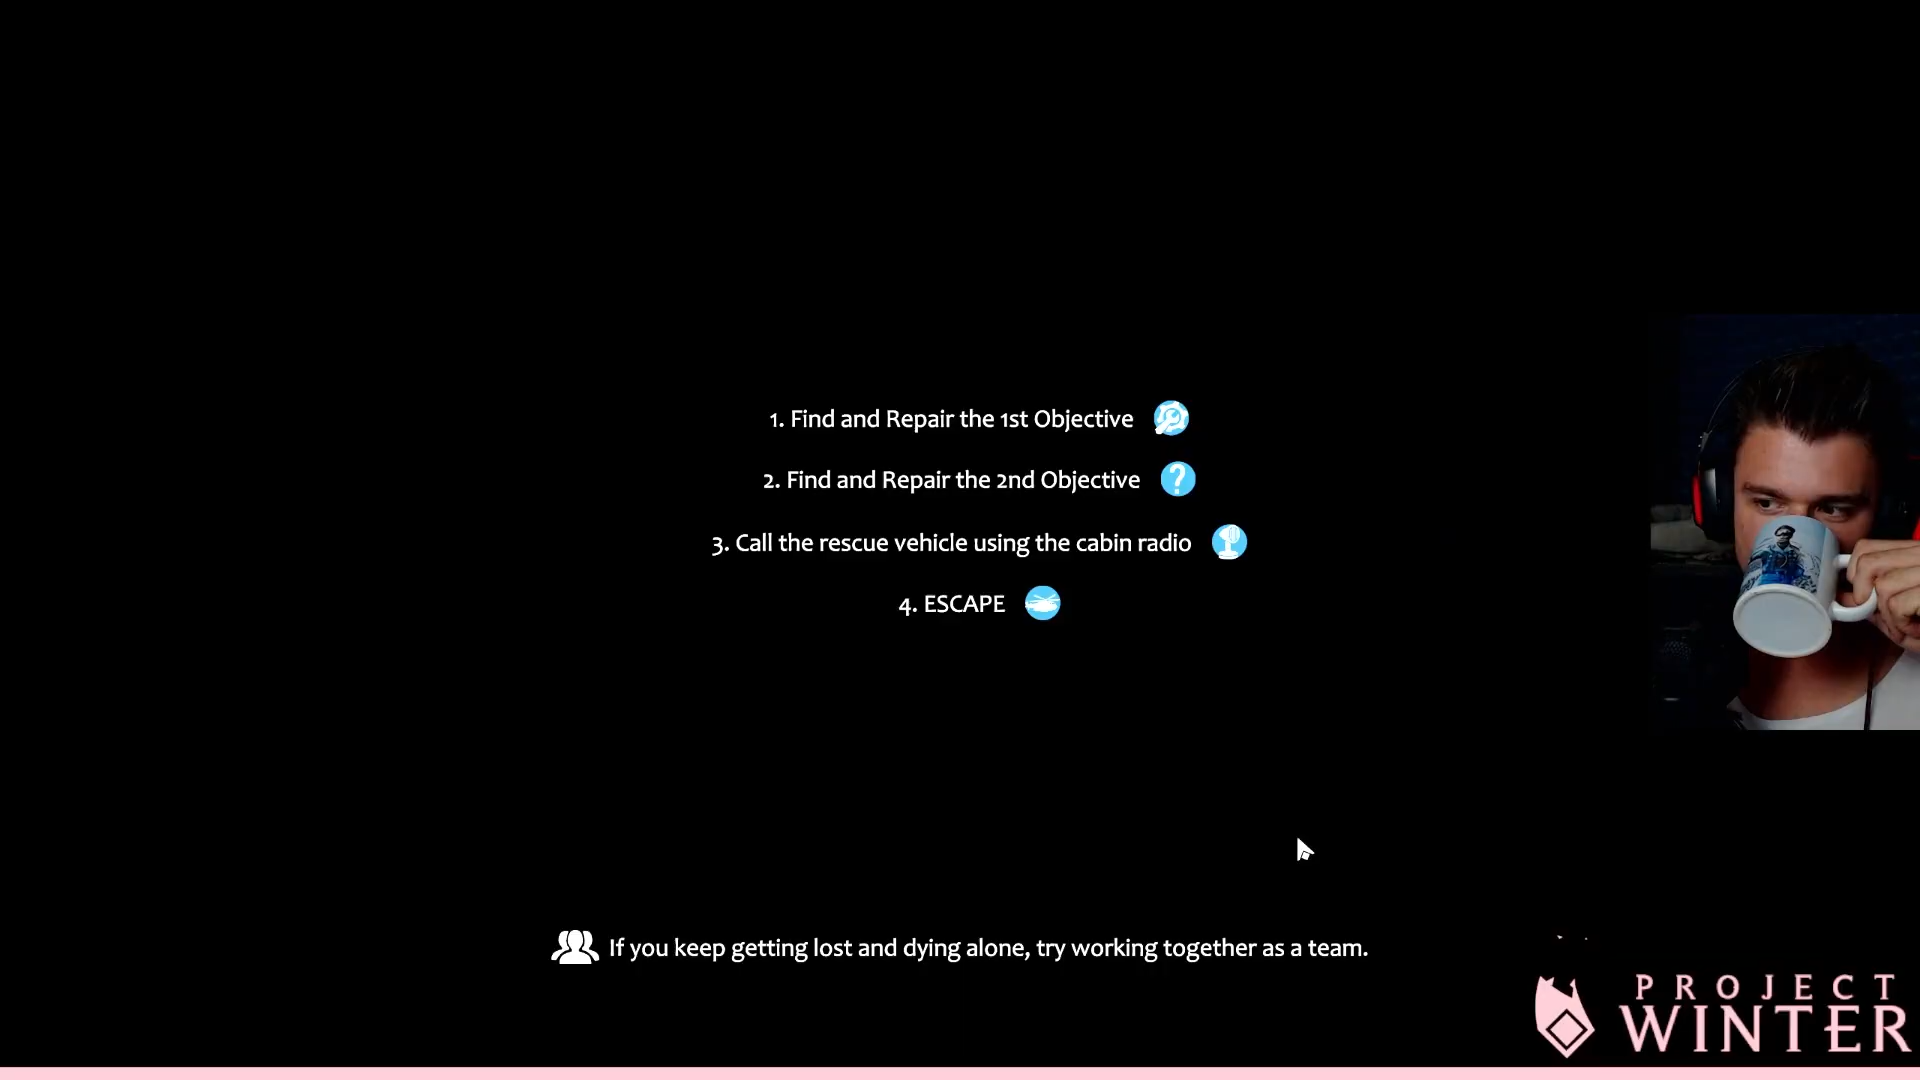 1. Find and Repair the 1st Objective
2. Find and Repair the 2nd Objective
?
3. Call the rescue vehicle using the cabin radio
4. ESCAPE
If you keep getting lost and dying alone, try working together as a team.
PROJECT
WINTER